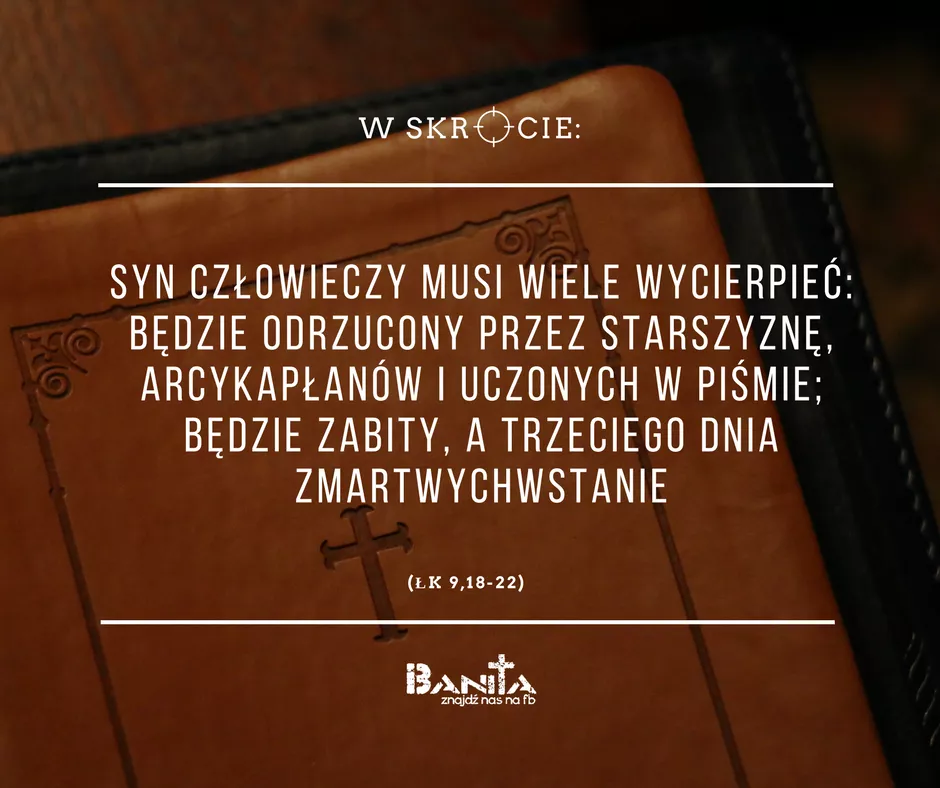 W SKRÓCIE:
SYN CZŁOWIECZY MUSI WIELE WYCIERPIEĆ:
BĘDZIE ODRZUCONY PRZEZ STARSZYZNĘ,
ARCYKAPŁANÓW I UCZONYCH W PIŚMIE;
BĘDZIE ZABITY, A TRZECIEGO DNIA
ZMARTWYCHWSTANIE
(ŁK 9,18-22)
BANITA
znajdź nas na fb